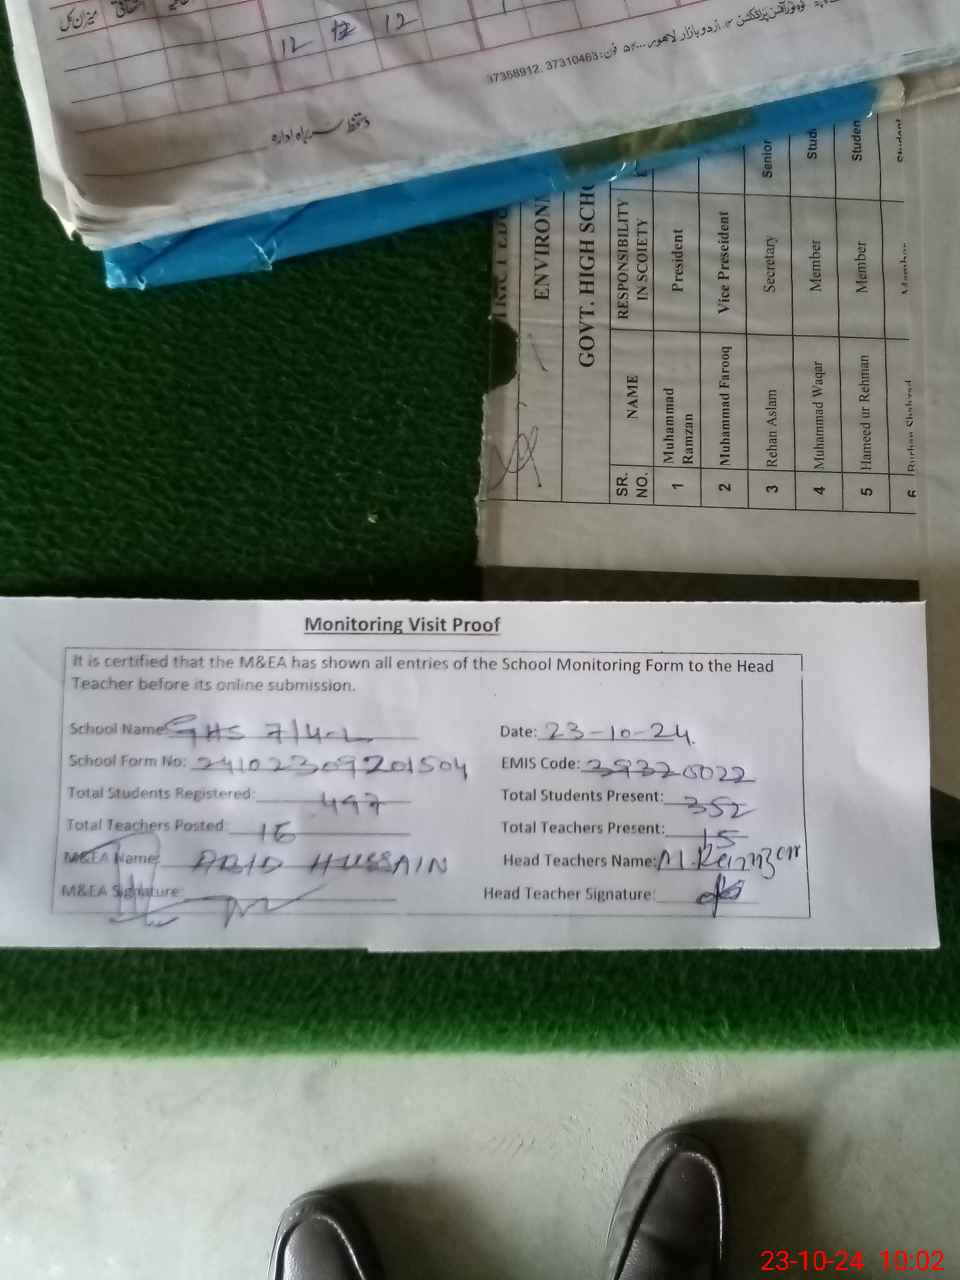 میزان کل
12 12 12
37358912, 37310463: فون
دستخط سربراہ ادارہ
ENVIRON
GOVT. HIGH SCHO
SR. NO. NAME RESPONSIBILITY IN SCOIETY
1 Muhammad Ramzan President
2 Muhammad Farooq Vice Preseident
3 Rehan Aslam Secretary Senior
4 Muhammad Waqar Member Stud
5 Hameed ur Rehman Member Studen
6
Monitoring Visit Proof
It is certified that the M&EA has shown all entries of the School Monitoring Form to the Head
Teacher before its online submission.
School Name: GHS 7/4-L Date: 23-10-24
School Form No: 24102309201504 EMIS Code: 39320022
Total Students Registered: 497 Total Students Present: 352
Total Teachers Posted: 16 Total Teachers Present: 15
M&EA Name: ABID HUSSAIN Head Teachers Name: M. Ramzan
M&EA Signature: Head Teacher Signature:
23-10-24 10:02